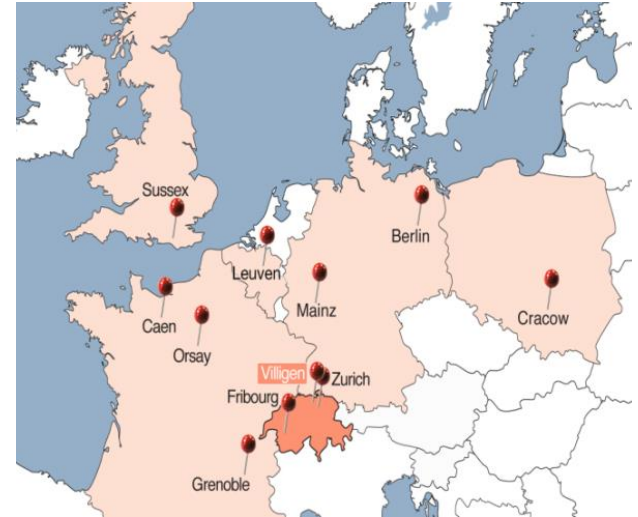 Sussex
Berlin
Leuven
Mainz
Cracow
Caen
Orsay
Villigen
Zurich
Fribourg
Grenoble